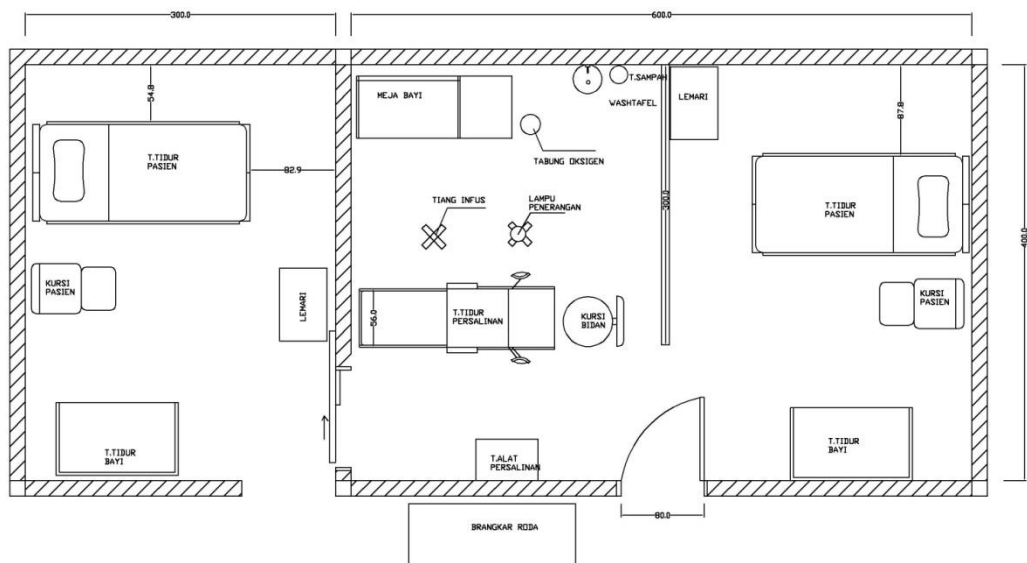 300.0
600.0
54.8
MEJA BAYI
T.SAMPAH
WASHTAFEL
LEMARI
87.8
T.TIDUR
PASIEN
82.9
TABUNG OKSIGEN
TIANG INFUS
LAMPU
PENERANGAN
300.0
T.TIDUR
PASIEN
400.0
KURSI
PASIEN
LEMARI
56.0
T.TIDUR
PERSALINAN
KURSI
BIDAN
KURSI
PASIEN
T.TIDUR
BAYI
T.ALAT
PERSALINAN
T.TIDUR
BAYI
80.0
BRANGKAR RODA